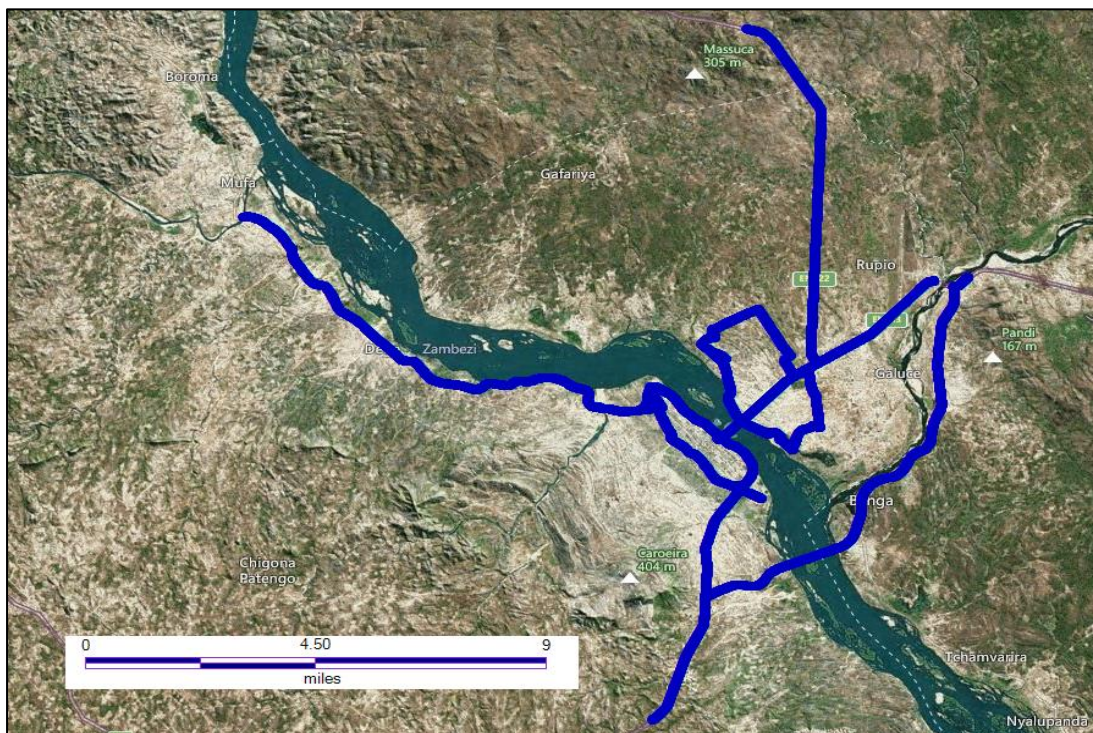 Massuca
305 m
Boroma
Gafariya
Mufa
Rupio
Pandi
167 m
Zambezi
Galuce
Caroeira
404 m
Chigona
Batengo
0 4.50 9
miles
Tchamvarira
Nyalupanda